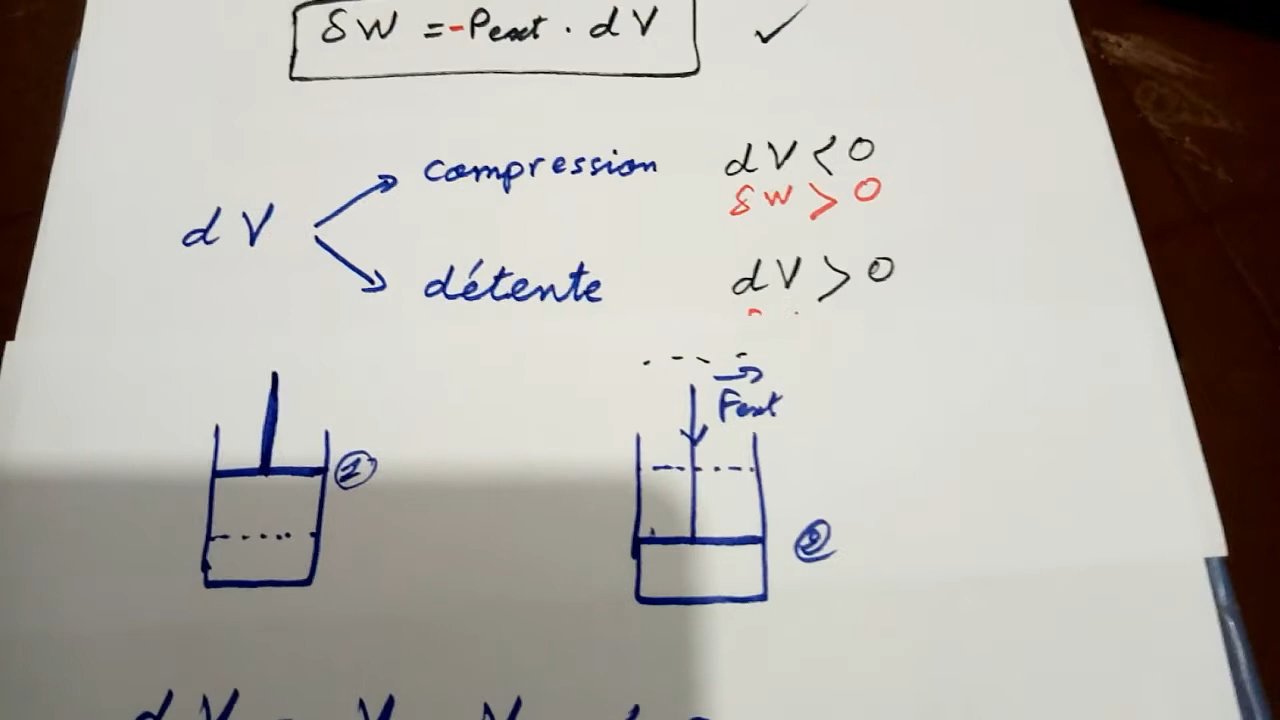 δW = -Pext . dV ✓
compression dV < 0
δW > 0
dV
détente dV > 0
Fext
1
2